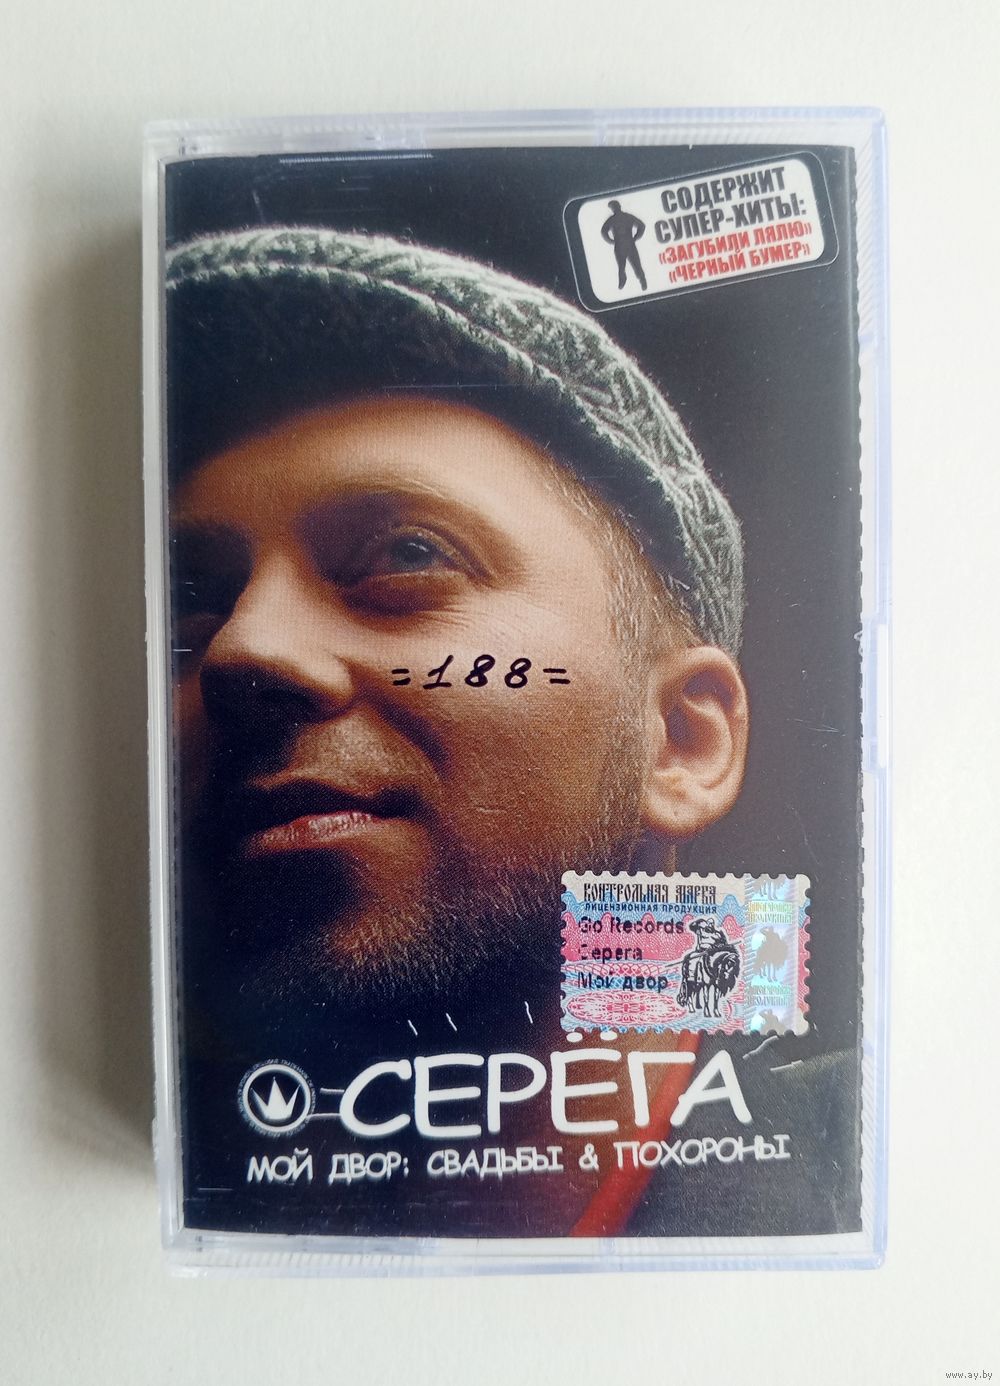 СОДЕРЖИТ
СУПЕР-ХИТЫ:
«ЗАГУБИЛИ ЛЯЛЮ»
«ЧЕРНЫЙ БУМЕР»
=188=
КОНТРОЛЬНАЯ МАРКА
ЛИЦЕНЗИОННАЯ ПРОДУКЦИЯ
Go Records
Серега
Мой двор
СЕРЁГА
МОЙ ДВОР: СВАДЬБЫ & ПОХОРОНЫ
www.ay.by